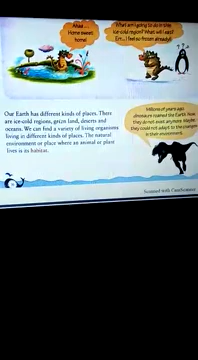 Ahaa...
Home sweet
home!
What am I going to do in this
ice-cold region? What will I eat?
Err...I feel so frozen already!
Our Earth has different kinds of places. There
are ice-cold regions, green land, deserts and
oceans. We can find a variety of living organisms
living in different kinds of places. The natural
environment or place where an animal or plant
lives is its habitat.
Millions of years ago,
dinosaurs roamed the Earth. Now,
they do not exist anymore. Maybe,
they could not adapt to the changes
in their environment.
Scanned with CamScanner